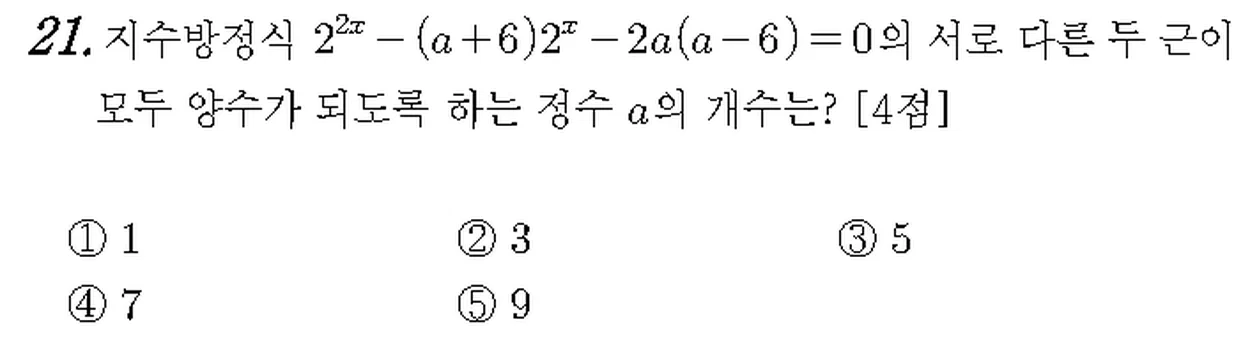 21. 지수방정식 2^{2x} − (a+6)2^x − 2a(a−6) = 0의 서로 다른 두 근이
모두 양수가 되도록 하는 정수 a의 개수는? [4점]
① 1 ② 3 ③ 5
④ 7 ⑤ 9